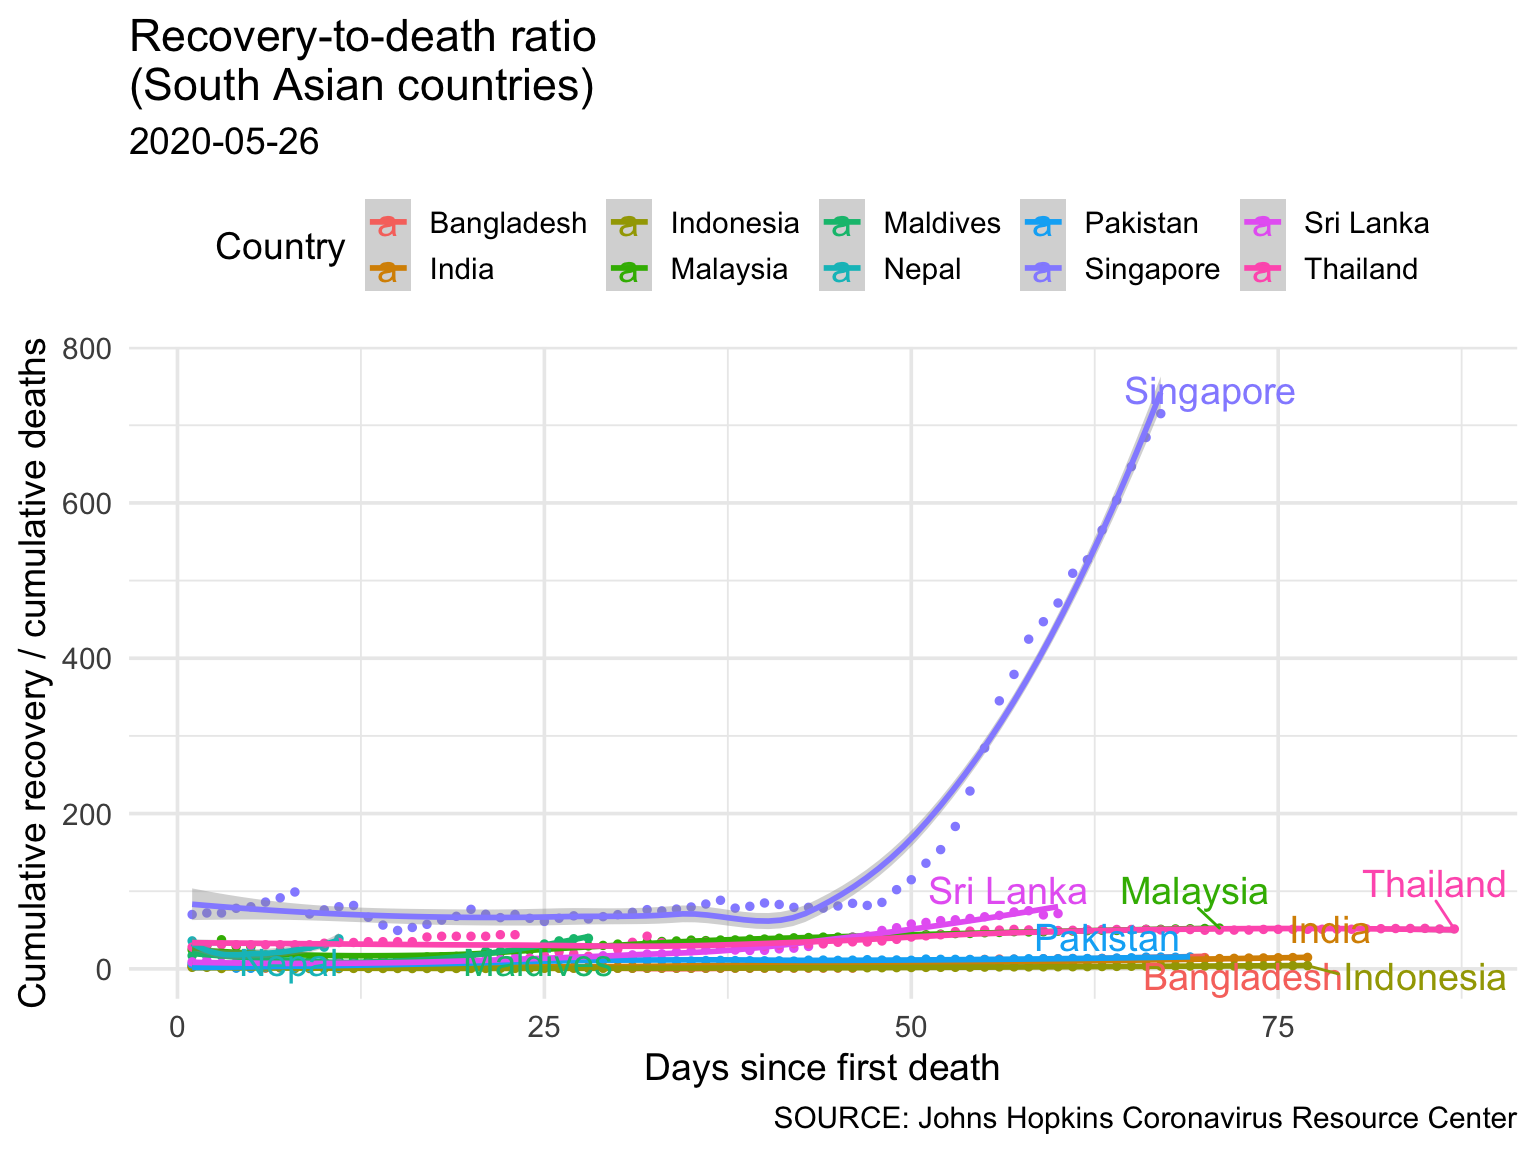 Recovery-to-death ratio
(South Asian countries)
2020-05-26
Country
a Bangladesh a Indonesia a Maldives a Pakistan a Sri Lanka
a India a Malaysia a Nepal a Singapore a Thailand
Cumulative recovery / cumulative deaths
800
600
400
200
0
Singapore
Sri Lanka
Malaysia
Thailand
Pakistan
India
Nepal
Maldives
Bangladesh
Indonesia
0 25 50 75
Days since first death
SOURCE: Johns Hopkins Coronavirus Resource Center